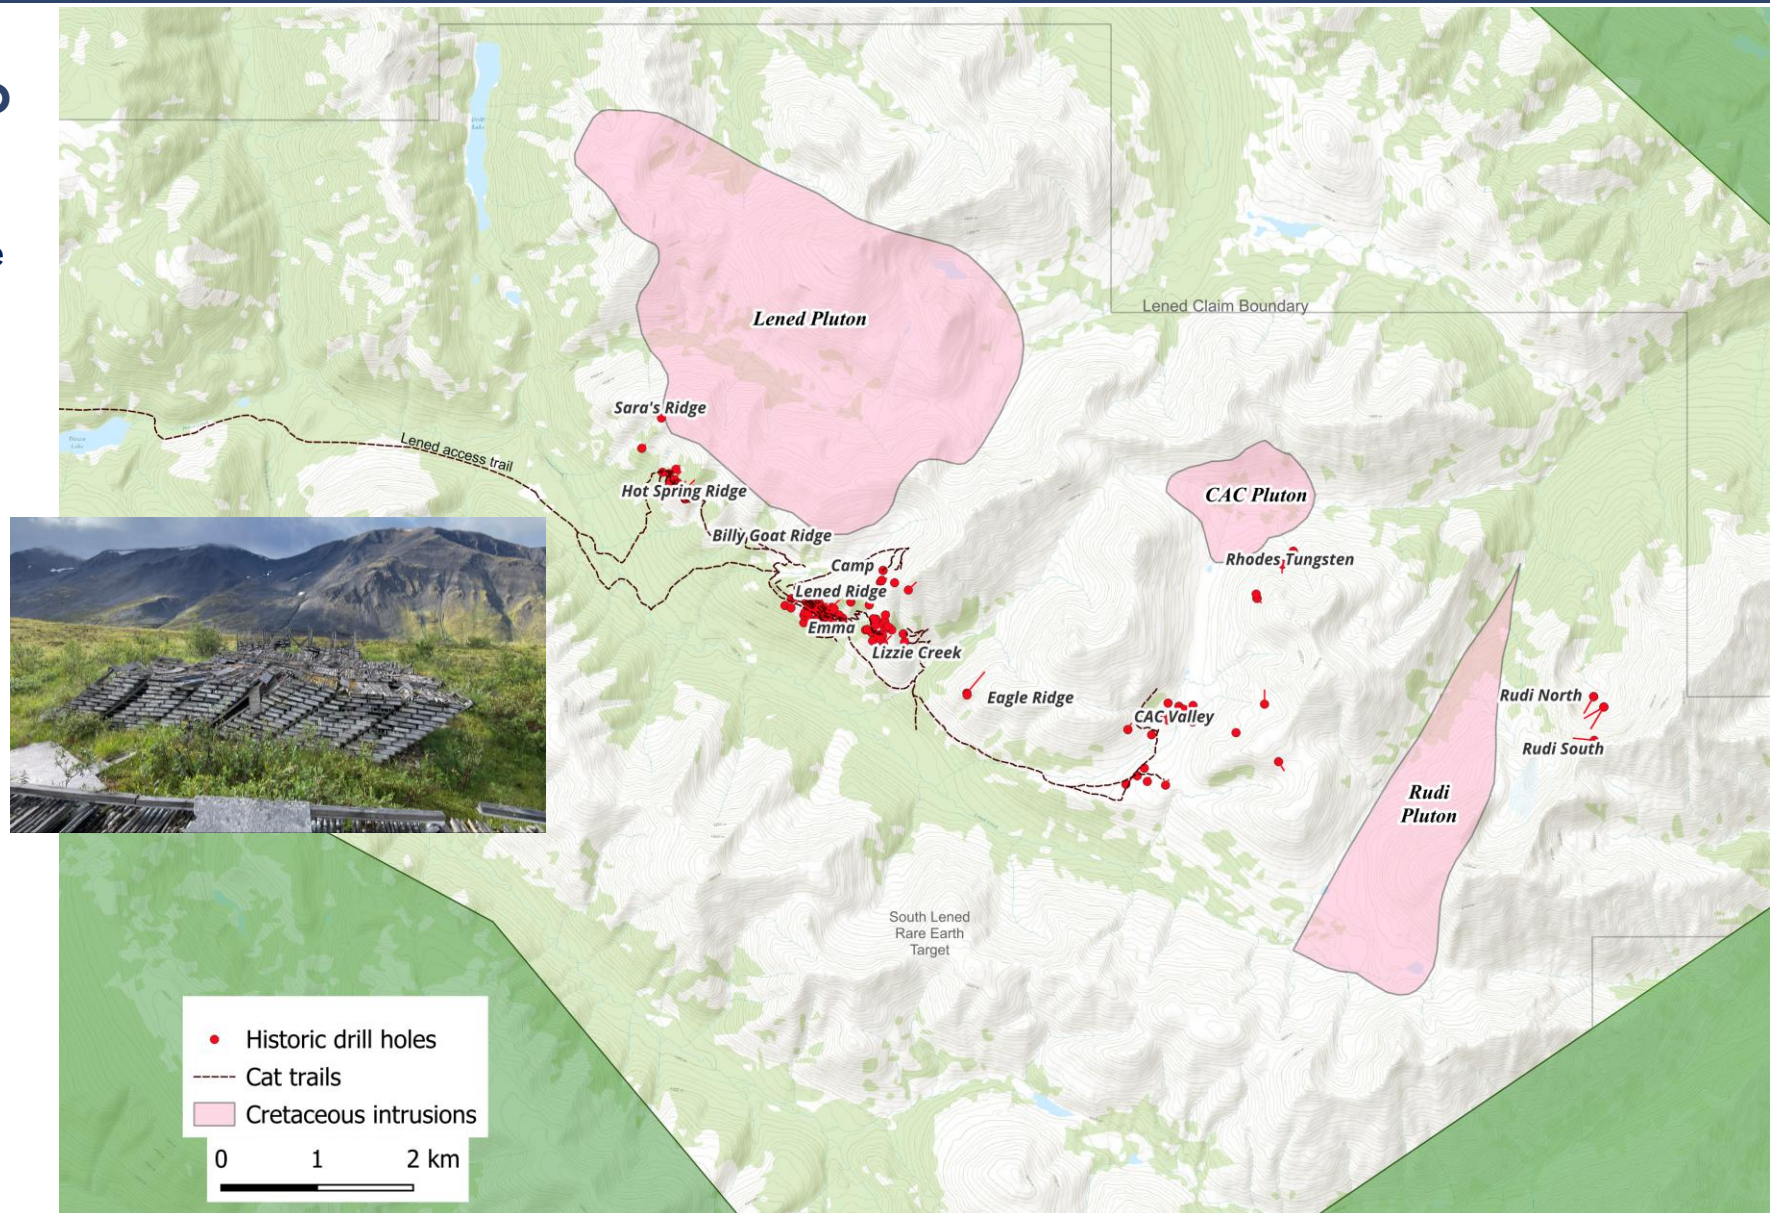 Lened Pluton
Lened Claim Boundary
Sara's Ridge
Lened access trail
Hot Spring Ridge
CAC Pluton
Billy Goat Ridge
Rhodes Tungsten
Camp
Lened Ridge
Emma
Lizzie Creek
Eagle Ridge
CAC Valley
Rudi North
Rudi South
Rudi
Pluton
South Lened
Rare Earth
Target
Historic drill holes
Cat trails
Cretaceous intrusions
0 1 2 km